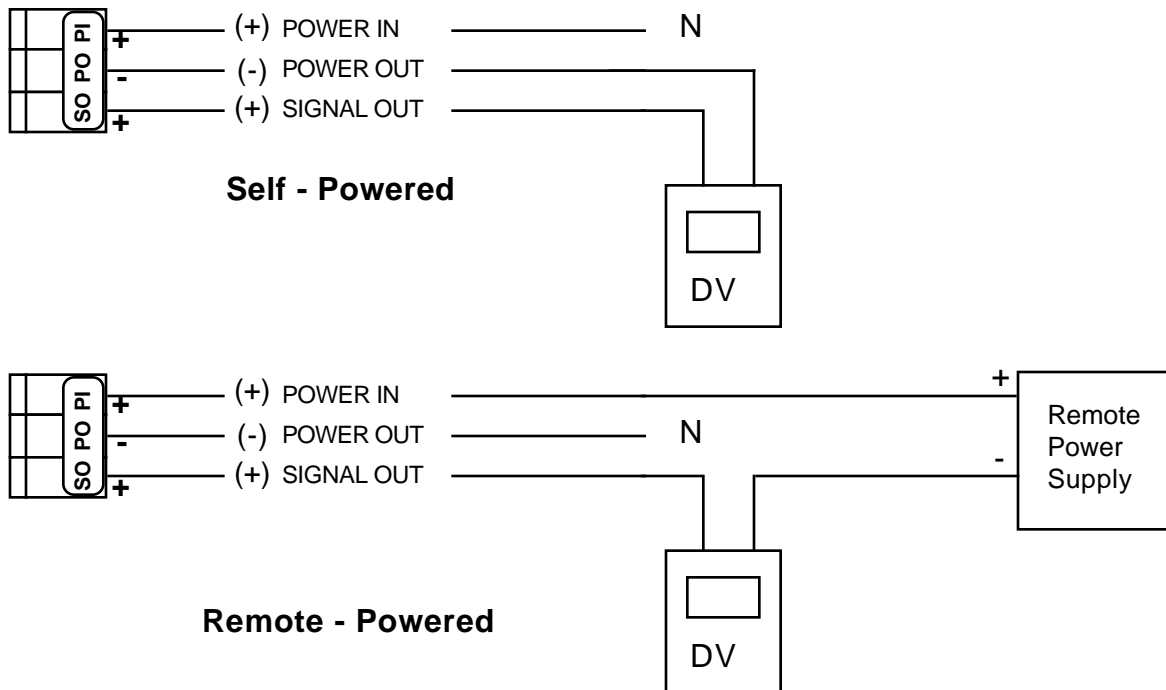 SO PO PI
+
-
+
(+) POWER IN
N
(-) POWER OUT
(+) SIGNAL OUT
Self - Powered
DV
SO PO PI
+
-
+
(+) POWER IN
(-) POWER OUT
N
(+) SIGNAL OUT
+
-
Remote
Power
Supply
Remote - Powered
DV